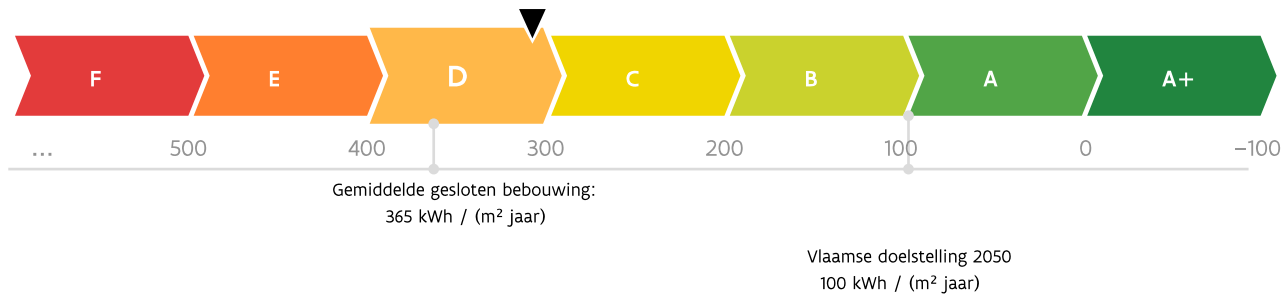 F E D C B A A+
... 500 400 300 200 100 0 –100
Gemiddelde gesloten bebouwing:
365 kWh / (m² jaar)
Vlaamse doelstelling 2050
100 kWh / (m² jaar)